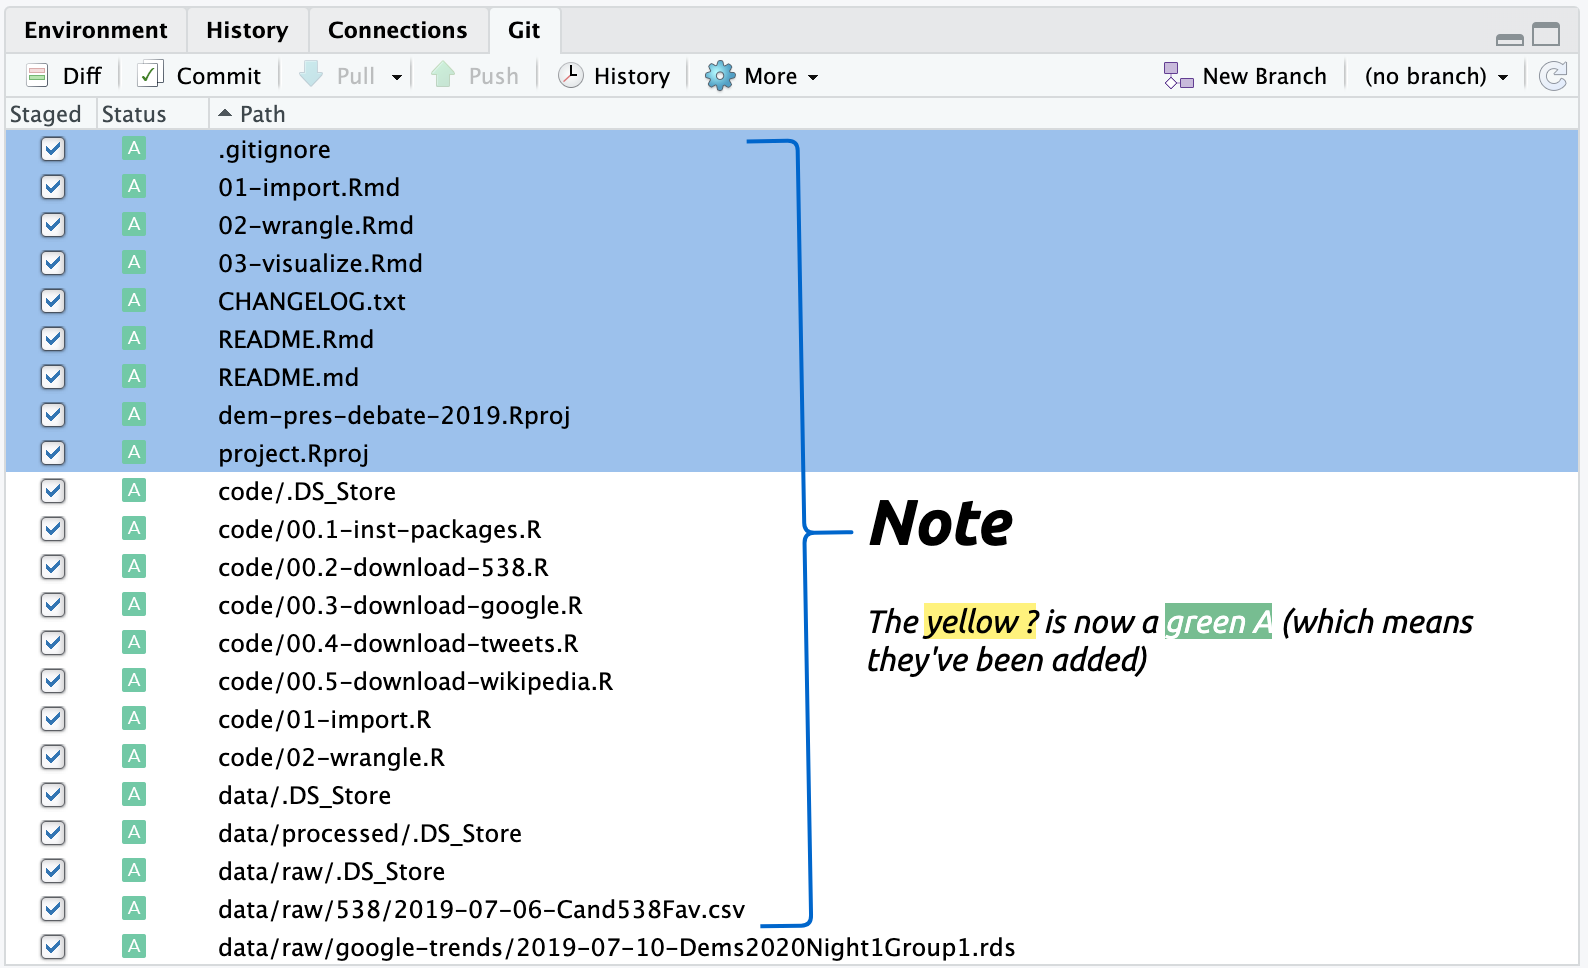 Environment History Connections Git
Diff Commit Pull Push History More New Branch (no branch)
Staged Status Path
A .gitignore
A 01-import.Rmd
A 02-wrangle.Rmd
A 03-visualize.Rmd
A CHANGELOG.txt
A README.Rmd
A README.md
A dem-pres-debate-2019.Rproj
A project.Rproj
A code/.DS_Store
A code/00.1-inst-packages.R
A code/00.2-download-538.R
A code/00.3-download-google.R
A code/00.4-download-tweets.R
A code/00.5-download-wikipedia.R
A code/01-import.R
A code/02-wrangle.R
A data/.DS_Store
A data/processed/.DS_Store
A data/raw/.DS_Store
A data/raw/538/2019-07-06-Cand538Fav.csv
A data/raw/google-trends/2019-07-10-Dems2020Night1Group1.rds
Note
The yellow ? is now a green A (which means
they've been added)